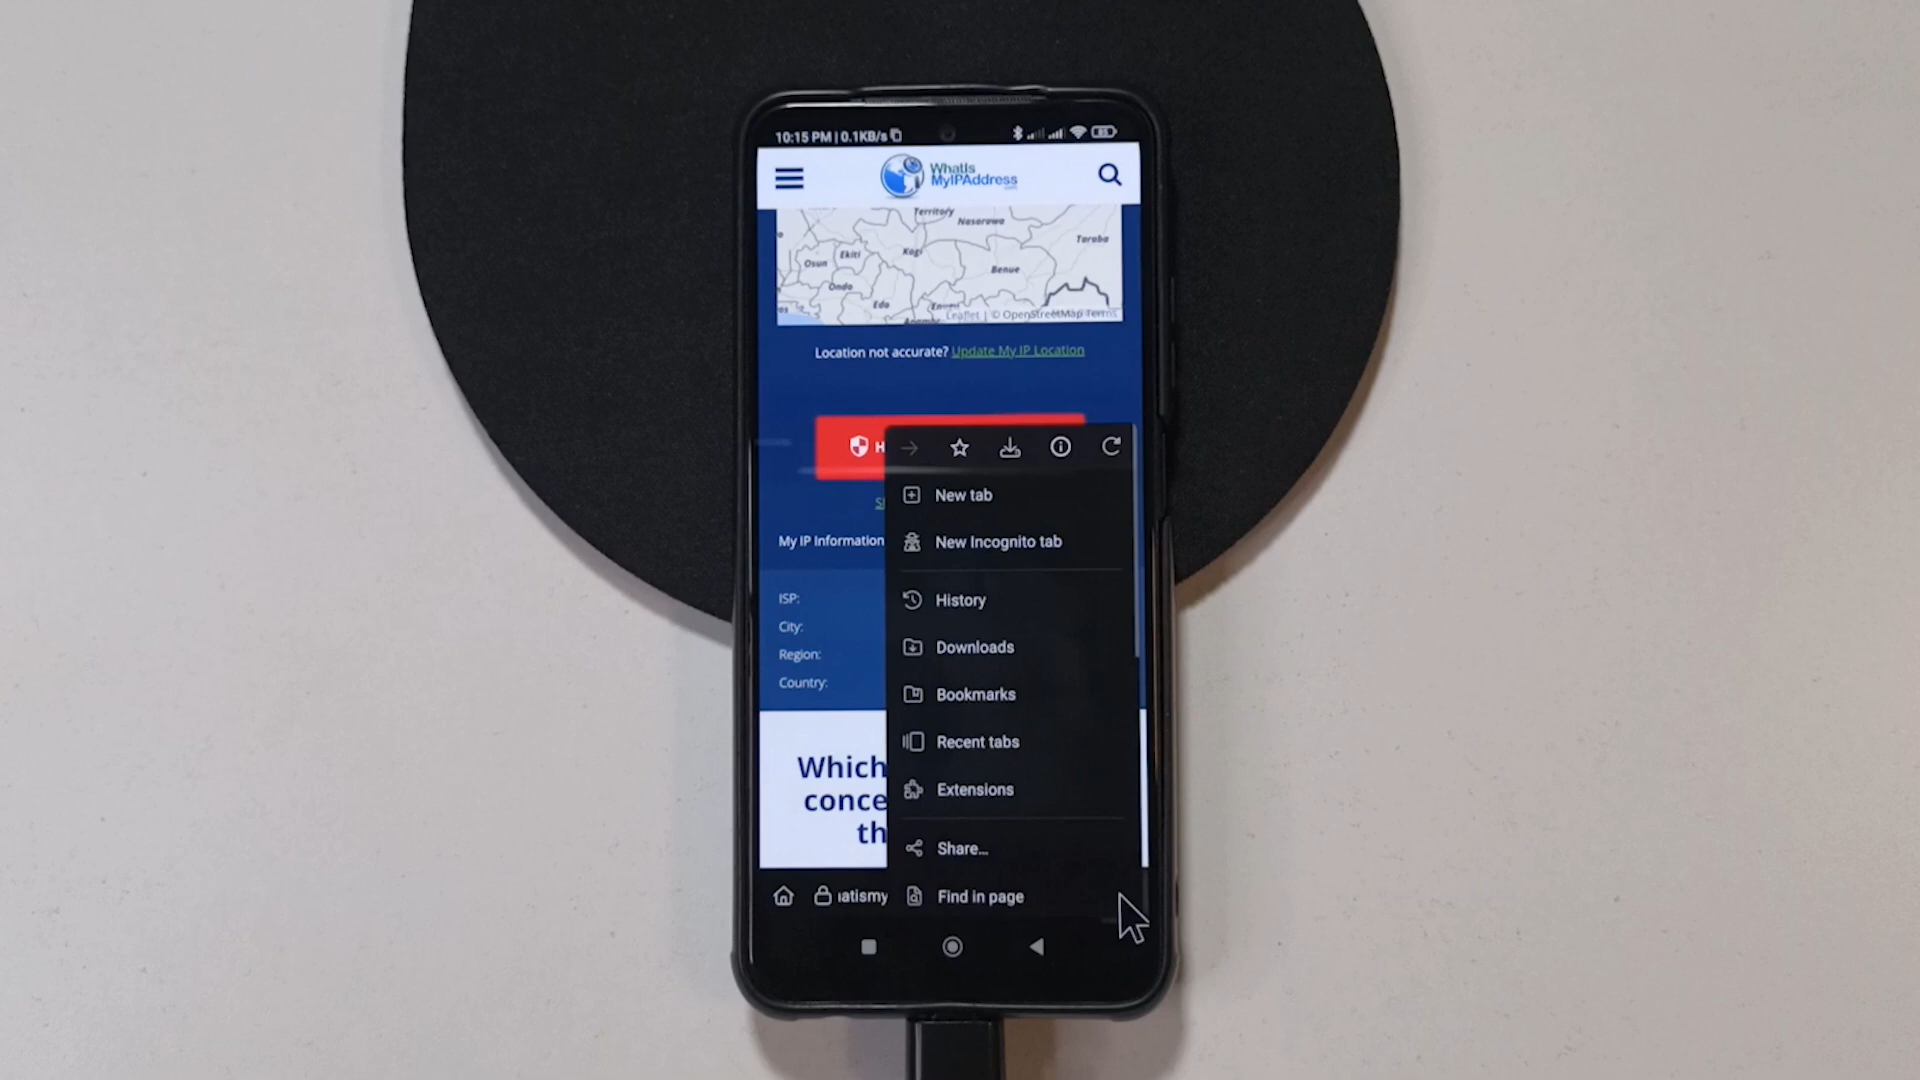 10:15 PM | 0.1KB/s
85
WhatIs
MyIPAddress
.com
Territory
Nasarawa
Taraba
Kogi
Ekiti
Osun
Benue
Ondo
Edo
Leaflet | © OpenStreetMap Terms
Location not accurate? Update My IP Location
H
New tab
New Incognito tab
My IP Information
History
ISP:
City:
Downloads
Region:
Country:
Bookmarks
Recent tabs
Which
Extensions
conce
th
Share...
atismy
Find in page